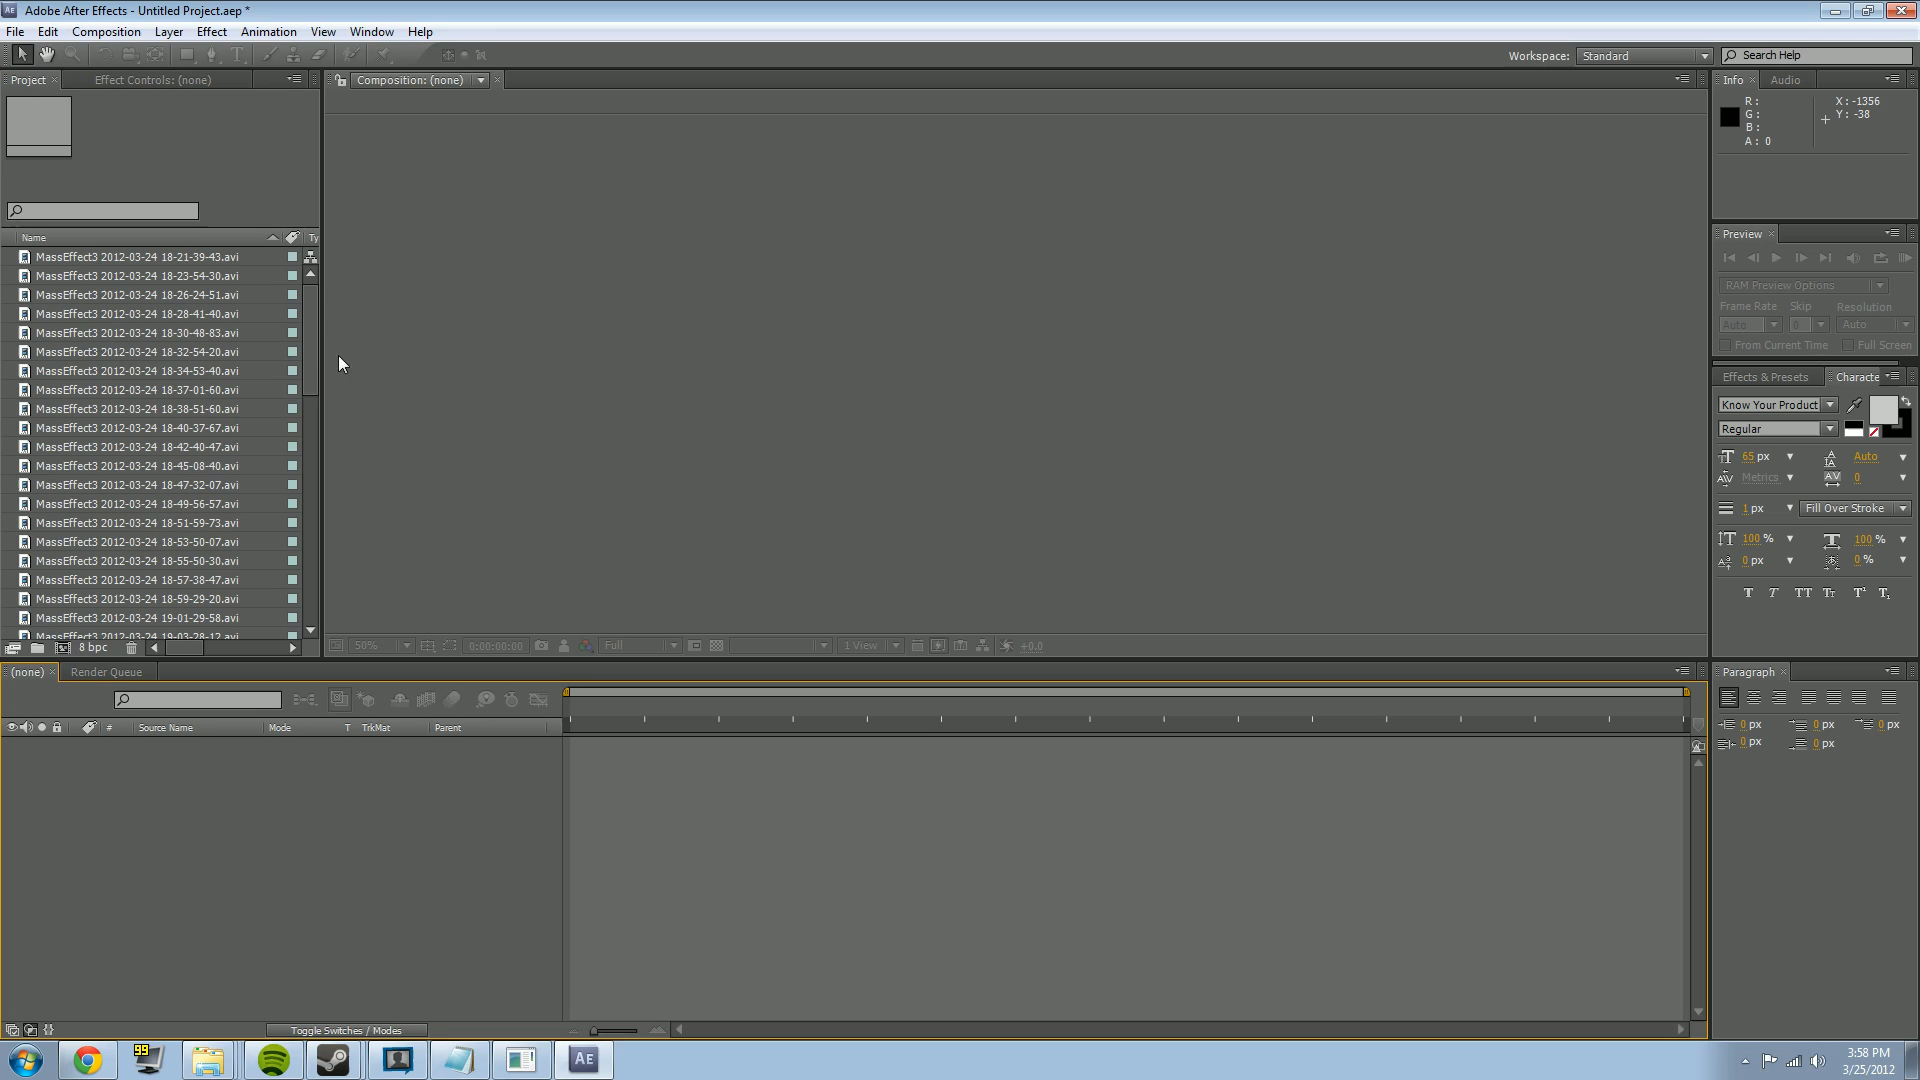 Adobe After Effects - Untitled Project.aep *
File Edit Composition Layer Effect Animation View Window Help
Workspace: Standard Search Help
Project Effect Controls: (none)
Composition: (none)
Info Audio
R :
G :
B :
A : 0
X : -1356
Y : -38
Name Ty
MassEffect3 2012-03-24 18-21-39-43.avi
MassEffect3 2012-03-24 18-23-54-30.avi
MassEffect3 2012-03-24 18-26-24-51.avi
MassEffect3 2012-03-24 18-28-41-40.avi
MassEffect3 2012-03-24 18-30-48-83.avi
MassEffect3 2012-03-24 18-32-54-20.avi
MassEffect3 2012-03-24 18-34-53-40.avi
MassEffect3 2012-03-24 18-37-01-60.avi
MassEffect3 2012-03-24 18-38-51-60.avi
MassEffect3 2012-03-24 18-40-37-67.avi
MassEffect3 2012-03-24 18-42-40-47.avi
MassEffect3 2012-03-24 18-45-08-40.avi
MassEffect3 2012-03-24 18-47-32-07.avi
MassEffect3 2012-03-24 18-49-56-57.avi
MassEffect3 2012-03-24 18-51-59-73.avi
MassEffect3 2012-03-24 18-53-50-07.avi
MassEffect3 2012-03-24 18-55-50-30.avi
MassEffect3 2012-03-24 18-57-38-47.avi
MassEffect3 2012-03-24 18-59-29-20.avi
MassEffect3 2012-03-24 19-01-29-58.avi
MassEffect3 2012-03-24 19-03-28-12.avi
8 bpc
50% 0:00:00:00 Full 1 View +0.0
Preview
RAM Preview Options
Frame Rate Skip Resolution
Auto 0 Auto
From Current Time Full Screen
Effects & Presets Characte
Know Your Product
Regular
65 px Auto
Metrics 0
1 px Fill Over Stroke
100 % 100 %
0 px 0 %
T T TT Tt T¹ T₁
(none) Render Queue
# Source Name Mode T TrkMat Parent
Toggle Switches / Modes
Paragraph
0 px 0 px 0 px
0 px 0 px
99
Ae
3:58 PM
3/25/2012